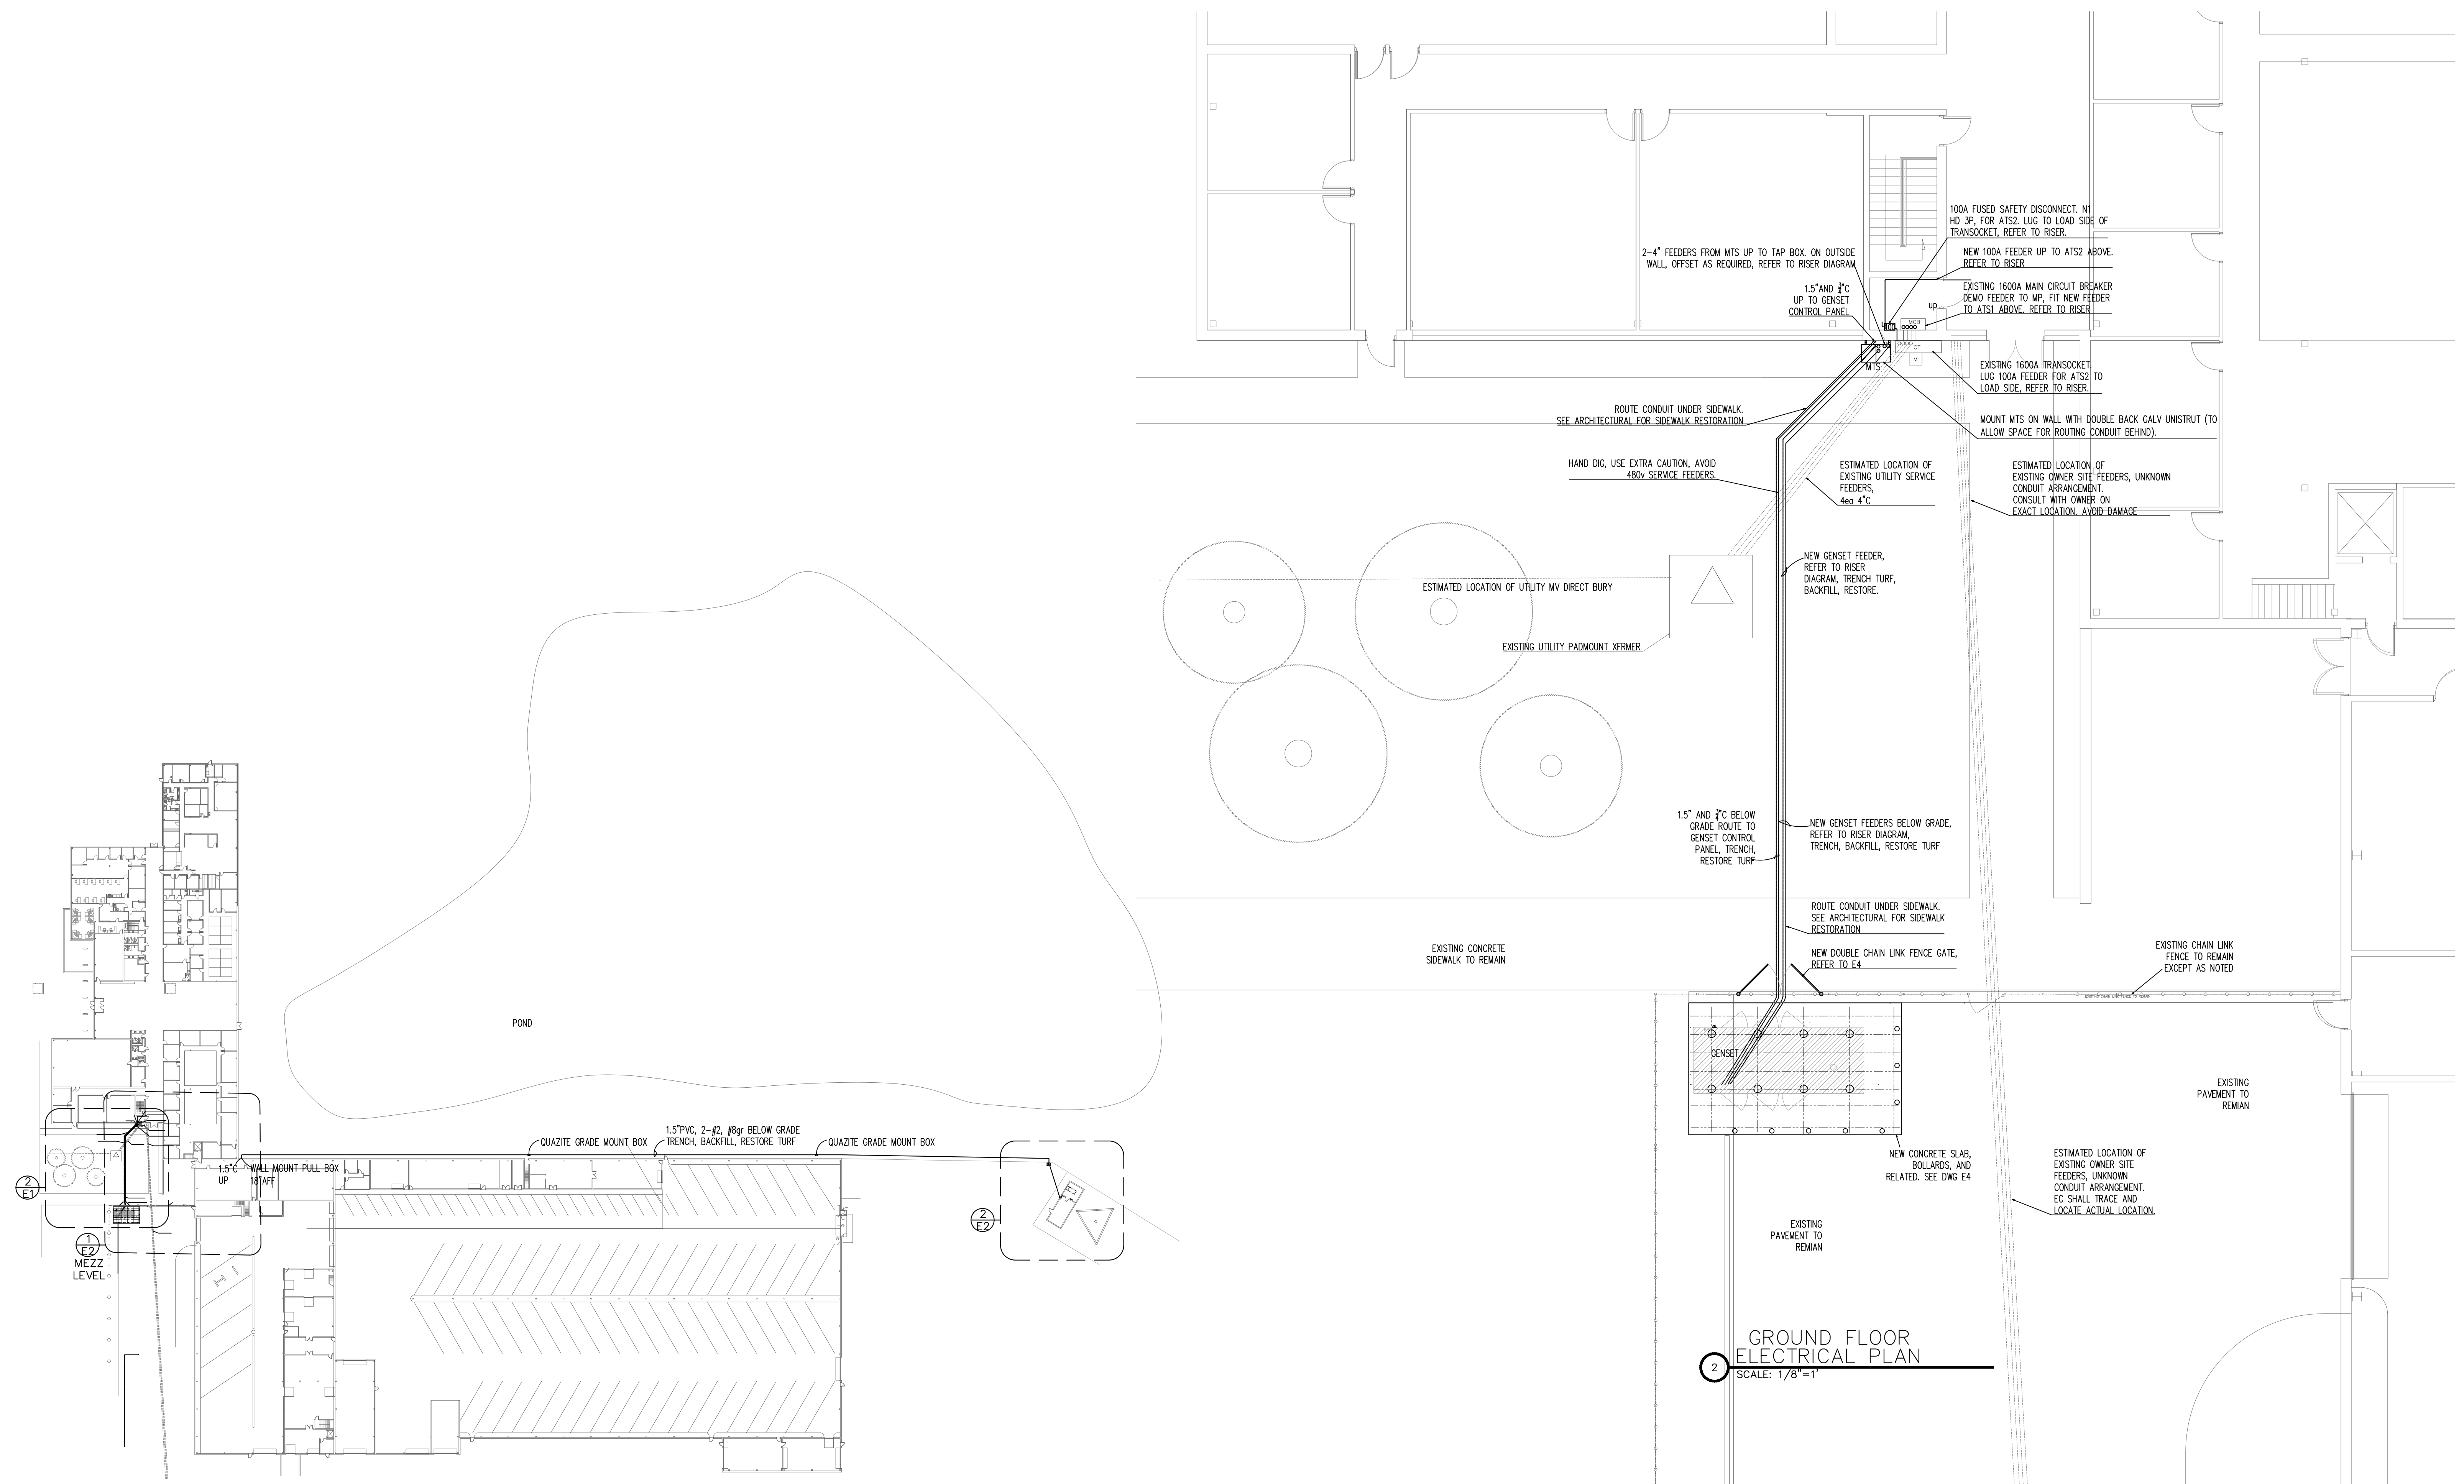 100A FUSED SAFETY DISCONNECT. N1
HD 3P, FOR ATS2. LUG TO LOAD SIDE OF
TRANSOCKET, REFER TO RISER.
2-4" FEEDERS FROM MTS UP TO TAP BOX. ON OUTSIDE
WALL, OFFSET AS REQUIRED, REFER TO RISER DIAGRAM
NEW 100A FEEDER UP TO ATS2 ABOVE.
REFER TO RISER
1.5"AND ¾"C
UP TO GENSET
CONTROL PANEL
EXISTING 1600A MAIN CIRCUIT BREAKER
DEMO FEEDER TO MP, FIT NEW FEEDER
TO ATS1 ABOVE. REFER TO RISER
up
MCB
CT
M
MTS
EXISTING 1600A TRANSOCKET.
LUG 100A FEEDER FOR ATS2 TO
LOAD SIDE, REFER TO RISER.
ROUTE CONDUIT UNDER SIDEWALK.
SEE ARCHITECTURAL FOR SIDEWALK RESTORATION
MOUNT MTS ON WALL WITH DOUBLE BACK GALV UNISTRUT (TO
ALLOW SPACE FOR ROUTING CONDUIT BEHIND).
HAND DIG, USE EXTRA CAUTION, AVOID
480v SERVICE FEEDERS.
ESTIMATED LOCATION OF
EXISTING UTILITY SERVICE
FEEDERS,
4ea 4"C
ESTIMATED LOCATION OF
EXISTING OWNER SITE FEEDERS, UNKNOWN
CONDUIT ARRANGEMENT.
CONSULT WITH OWNER ON
EXACT LOCATION. AVOID DAMAGE
NEW GENSET FEEDER,
REFER TO RISER
DIAGRAM, TRENCH TURF,
BACKFILL, RESTORE.
ESTIMATED LOCATION OF UTILITY MV DIRECT BURY
EXISTING UTILITY PADMOUNT XFRMER
1.5" AND ¾"C BELOW
GRADE ROUTE TO
GENSET CONTROL
PANEL, TRENCH,
RESTORE TURF
NEW GENSET FEEDERS BELOW GRADE,
REFER TO RISER DIAGRAM,
TRENCH, BACKFILL, RESTORE TURF
ROUTE CONDUIT UNDER SIDEWALK.
SEE ARCHITECTURAL FOR SIDEWALK
RESTORATION
EXISTING CONCRETE
SIDEWALK TO REMAIN
NEW DOUBLE CHAIN LINK FENCE GATE,
REFER TO E4
EXISTING CHAIN LINK
FENCE TO REMAIN
EXCEPT AS NOTED
EXISTING CHAIN LINK FENCE TO REMAIN
POND
GENSET
EXISTING
PAVEMENT TO
REMIAN
1.5"PVC, 2-#2, #8gr BELOW GRADE
TRENCH, BACKFILL, RESTORE TURF
QUAZITE GRADE MOUNT BOX
QUAZITE GRADE MOUNT BOX
1.5"C
UP
WALL MOUNT PULL BOX
18"AFF
2
E1
1
E2
MEZZ
LEVEL
2
E2
NEW CONCRETE SLAB,
BOLLARDS, AND
RELATED. SEE DWG E4
ESTIMATED LOCATION OF
EXISTING OWNER SITE
FEEDERS, UNKNOWN
CONDUIT ARRANGEMENT.
EC SHALL TRACE AND
LOCATE ACTUAL LOCATION.
EXISTING
PAVEMENT TO
REMIAN
2
GROUND FLOOR
ELECTRICAL PLAN
SCALE: 1/8"=1'